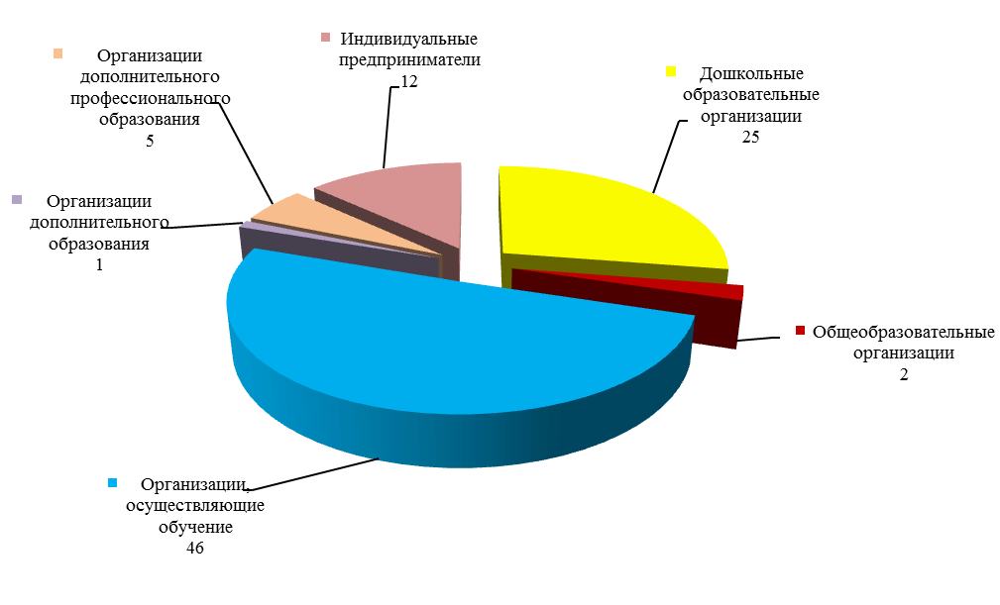 Индивидуальные
предприниматели
12
Организации
дополнительного
профессионального
образования
5
Дошкольные
образовательные
организации
25
Организации
дополнительного
образования
1
Общеобразовательные
организации
2
Организации,
осуществляющие
обучение
46